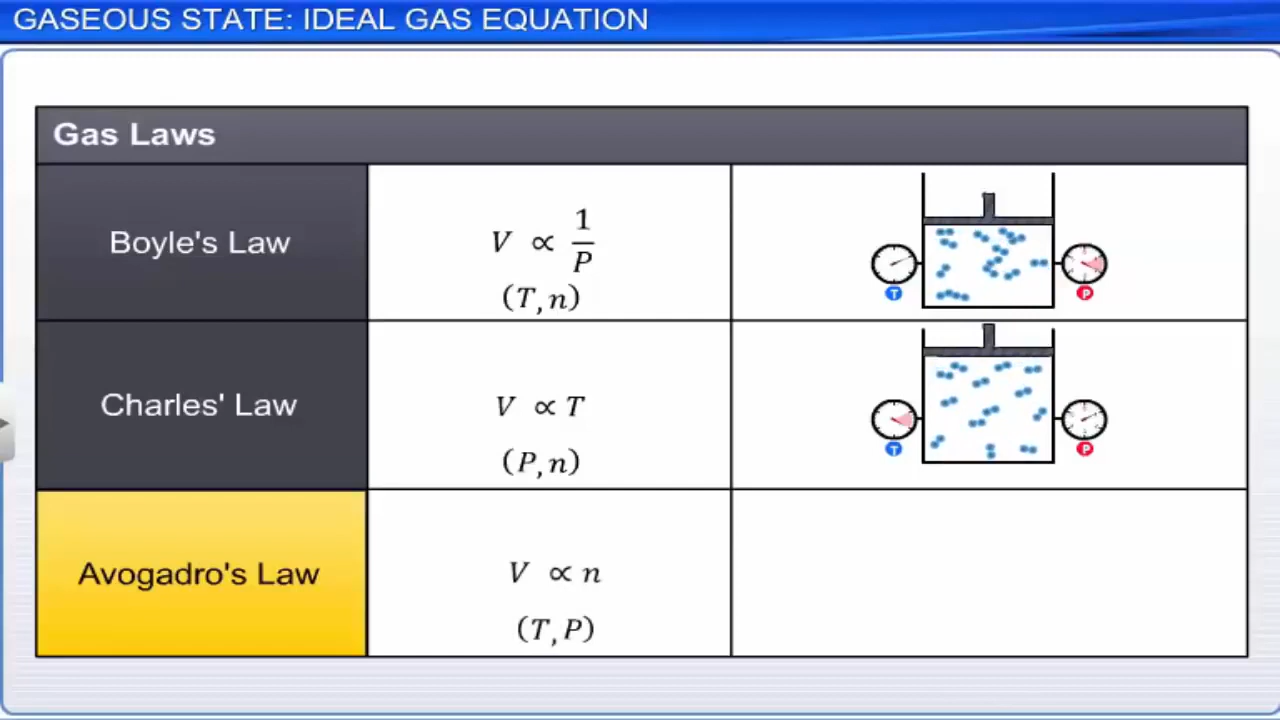 GASEOUS STATE: IDEAL GAS EQUATION
Gas Laws
Boyle's Law
V ∝ 1/P
(T, n)
T
P
Charles' Law
V ∝ T
(P, n)
T
P
Avogadro's Law
V ∝ n
(T, P)